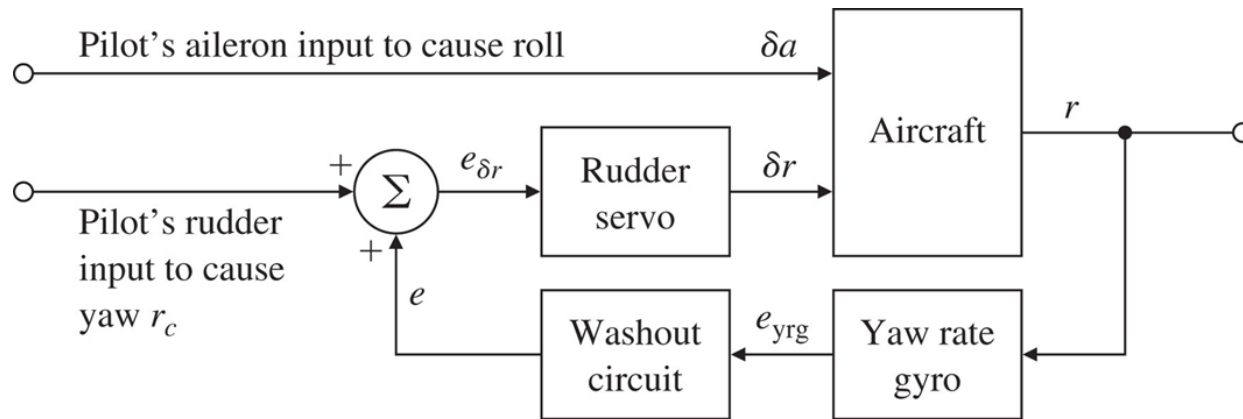 Pilot's aileron input to cause roll
δa
Aircraft
r
+
Σ
e_δr
Rudder
servo
δr
+
Pilot's rudder
input to cause
yaw r_c
e
Washout
circuit
e_yrg
Yaw rate
gyro